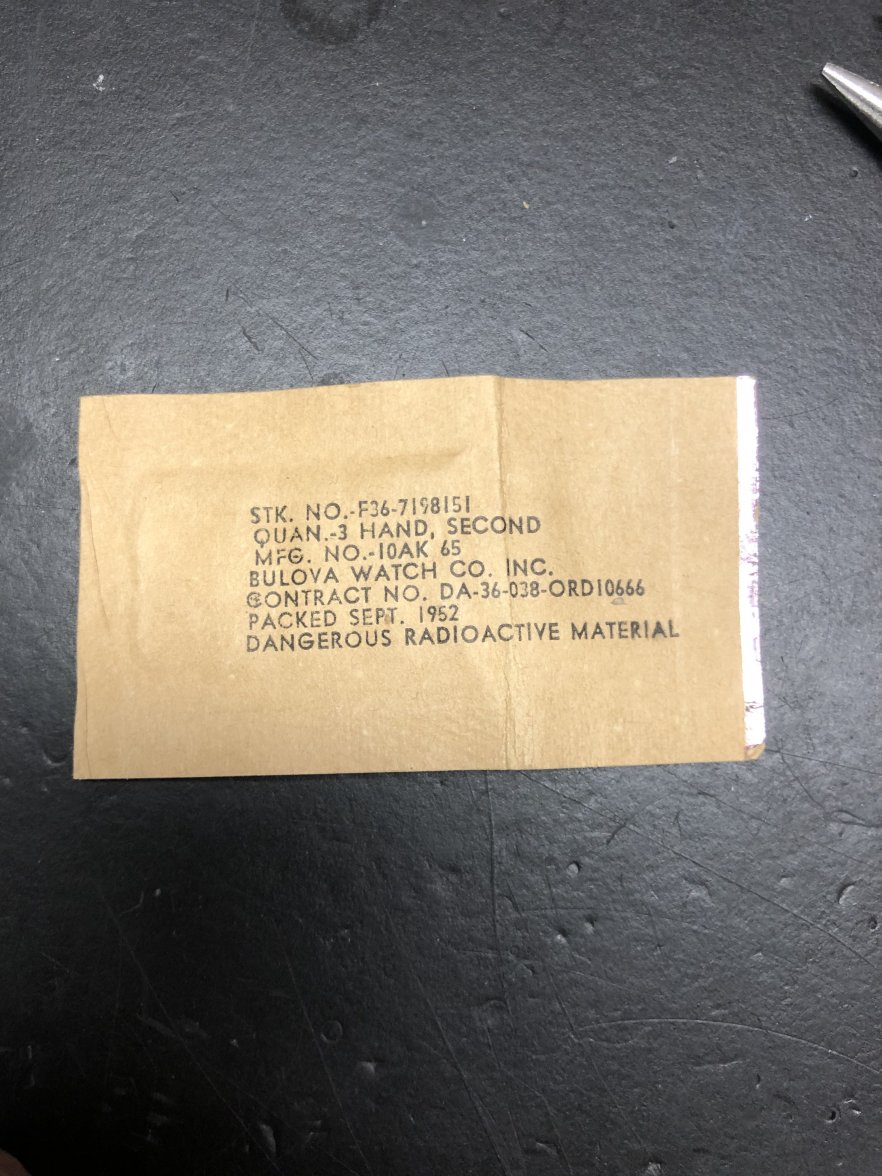 STK. NO.-F36-7198151
QUAN.-3 HAND, SECOND
MFG. NO.-10AK 65
BULOVA WATCH CO. INC.
CONTRACT NO. DA-36-038-ORD10666
PACKED SEPT. 1952
DANGEROUS RADIOACTIVE MATERIAL